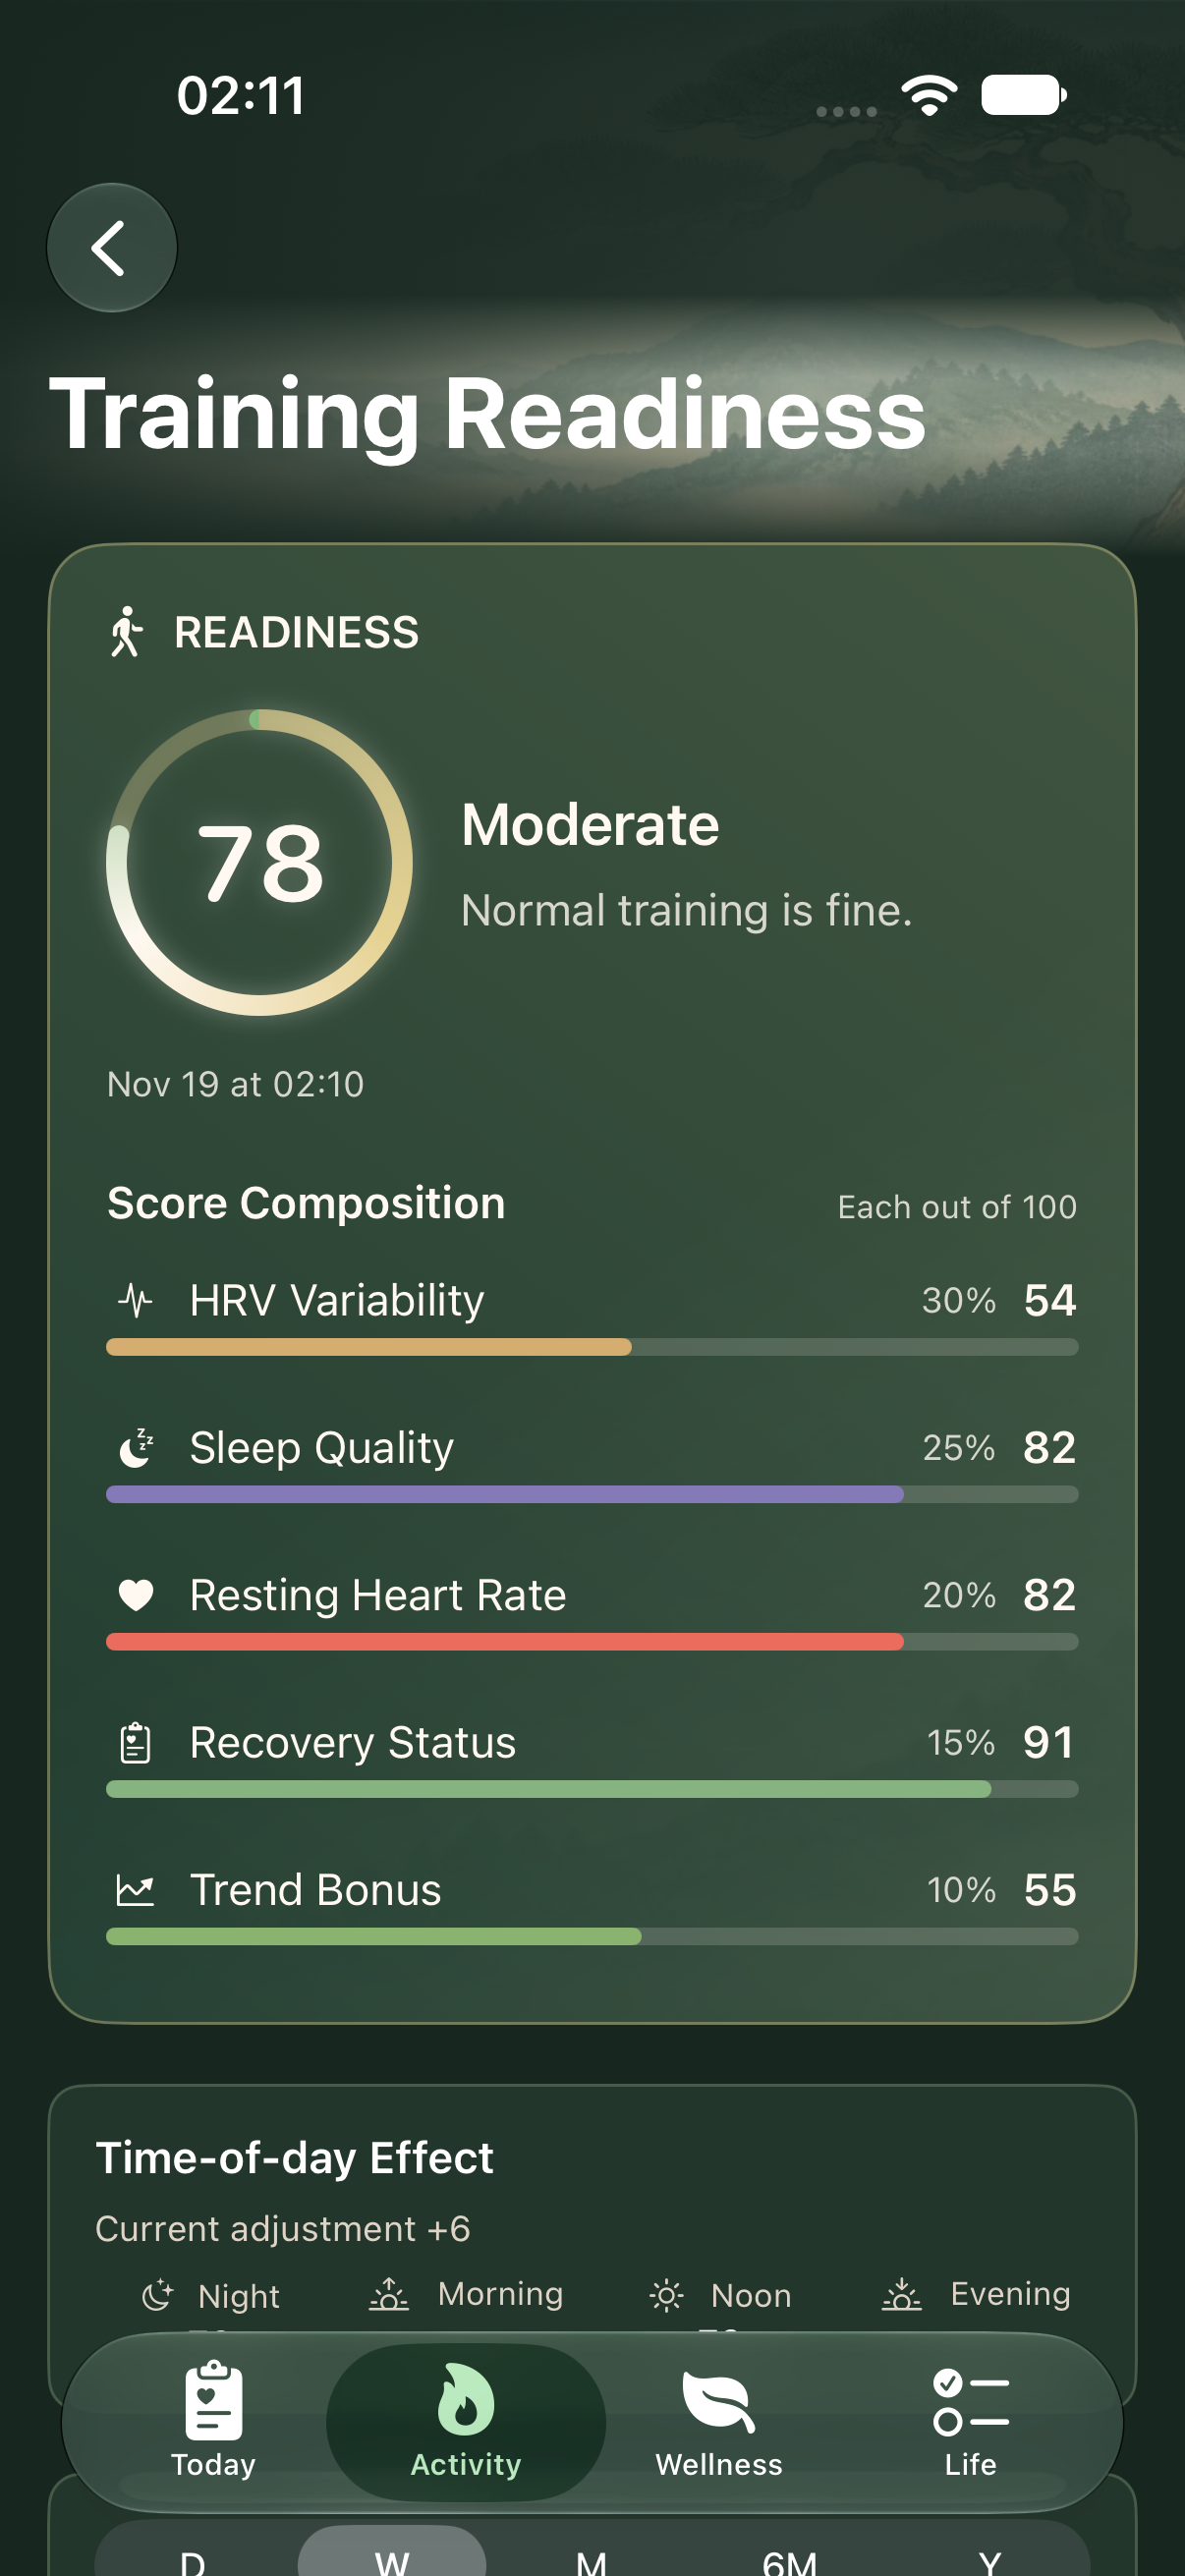 02:11
Training Readiness
READINESS
78
Moderate
Normal training is fine.
Nov 19 at 02:10
Score Composition Each out of 100
HRV Variability 30% 54
Sleep Quality 25% 82
Resting Heart Rate 20% 82
Recovery Status 15% 91
Trend Bonus 10% 55
Time-of-day Effect
Current adjustment +6
Night Morning Noon Evening
Today Activity Wellness Life
D W M 6M Y